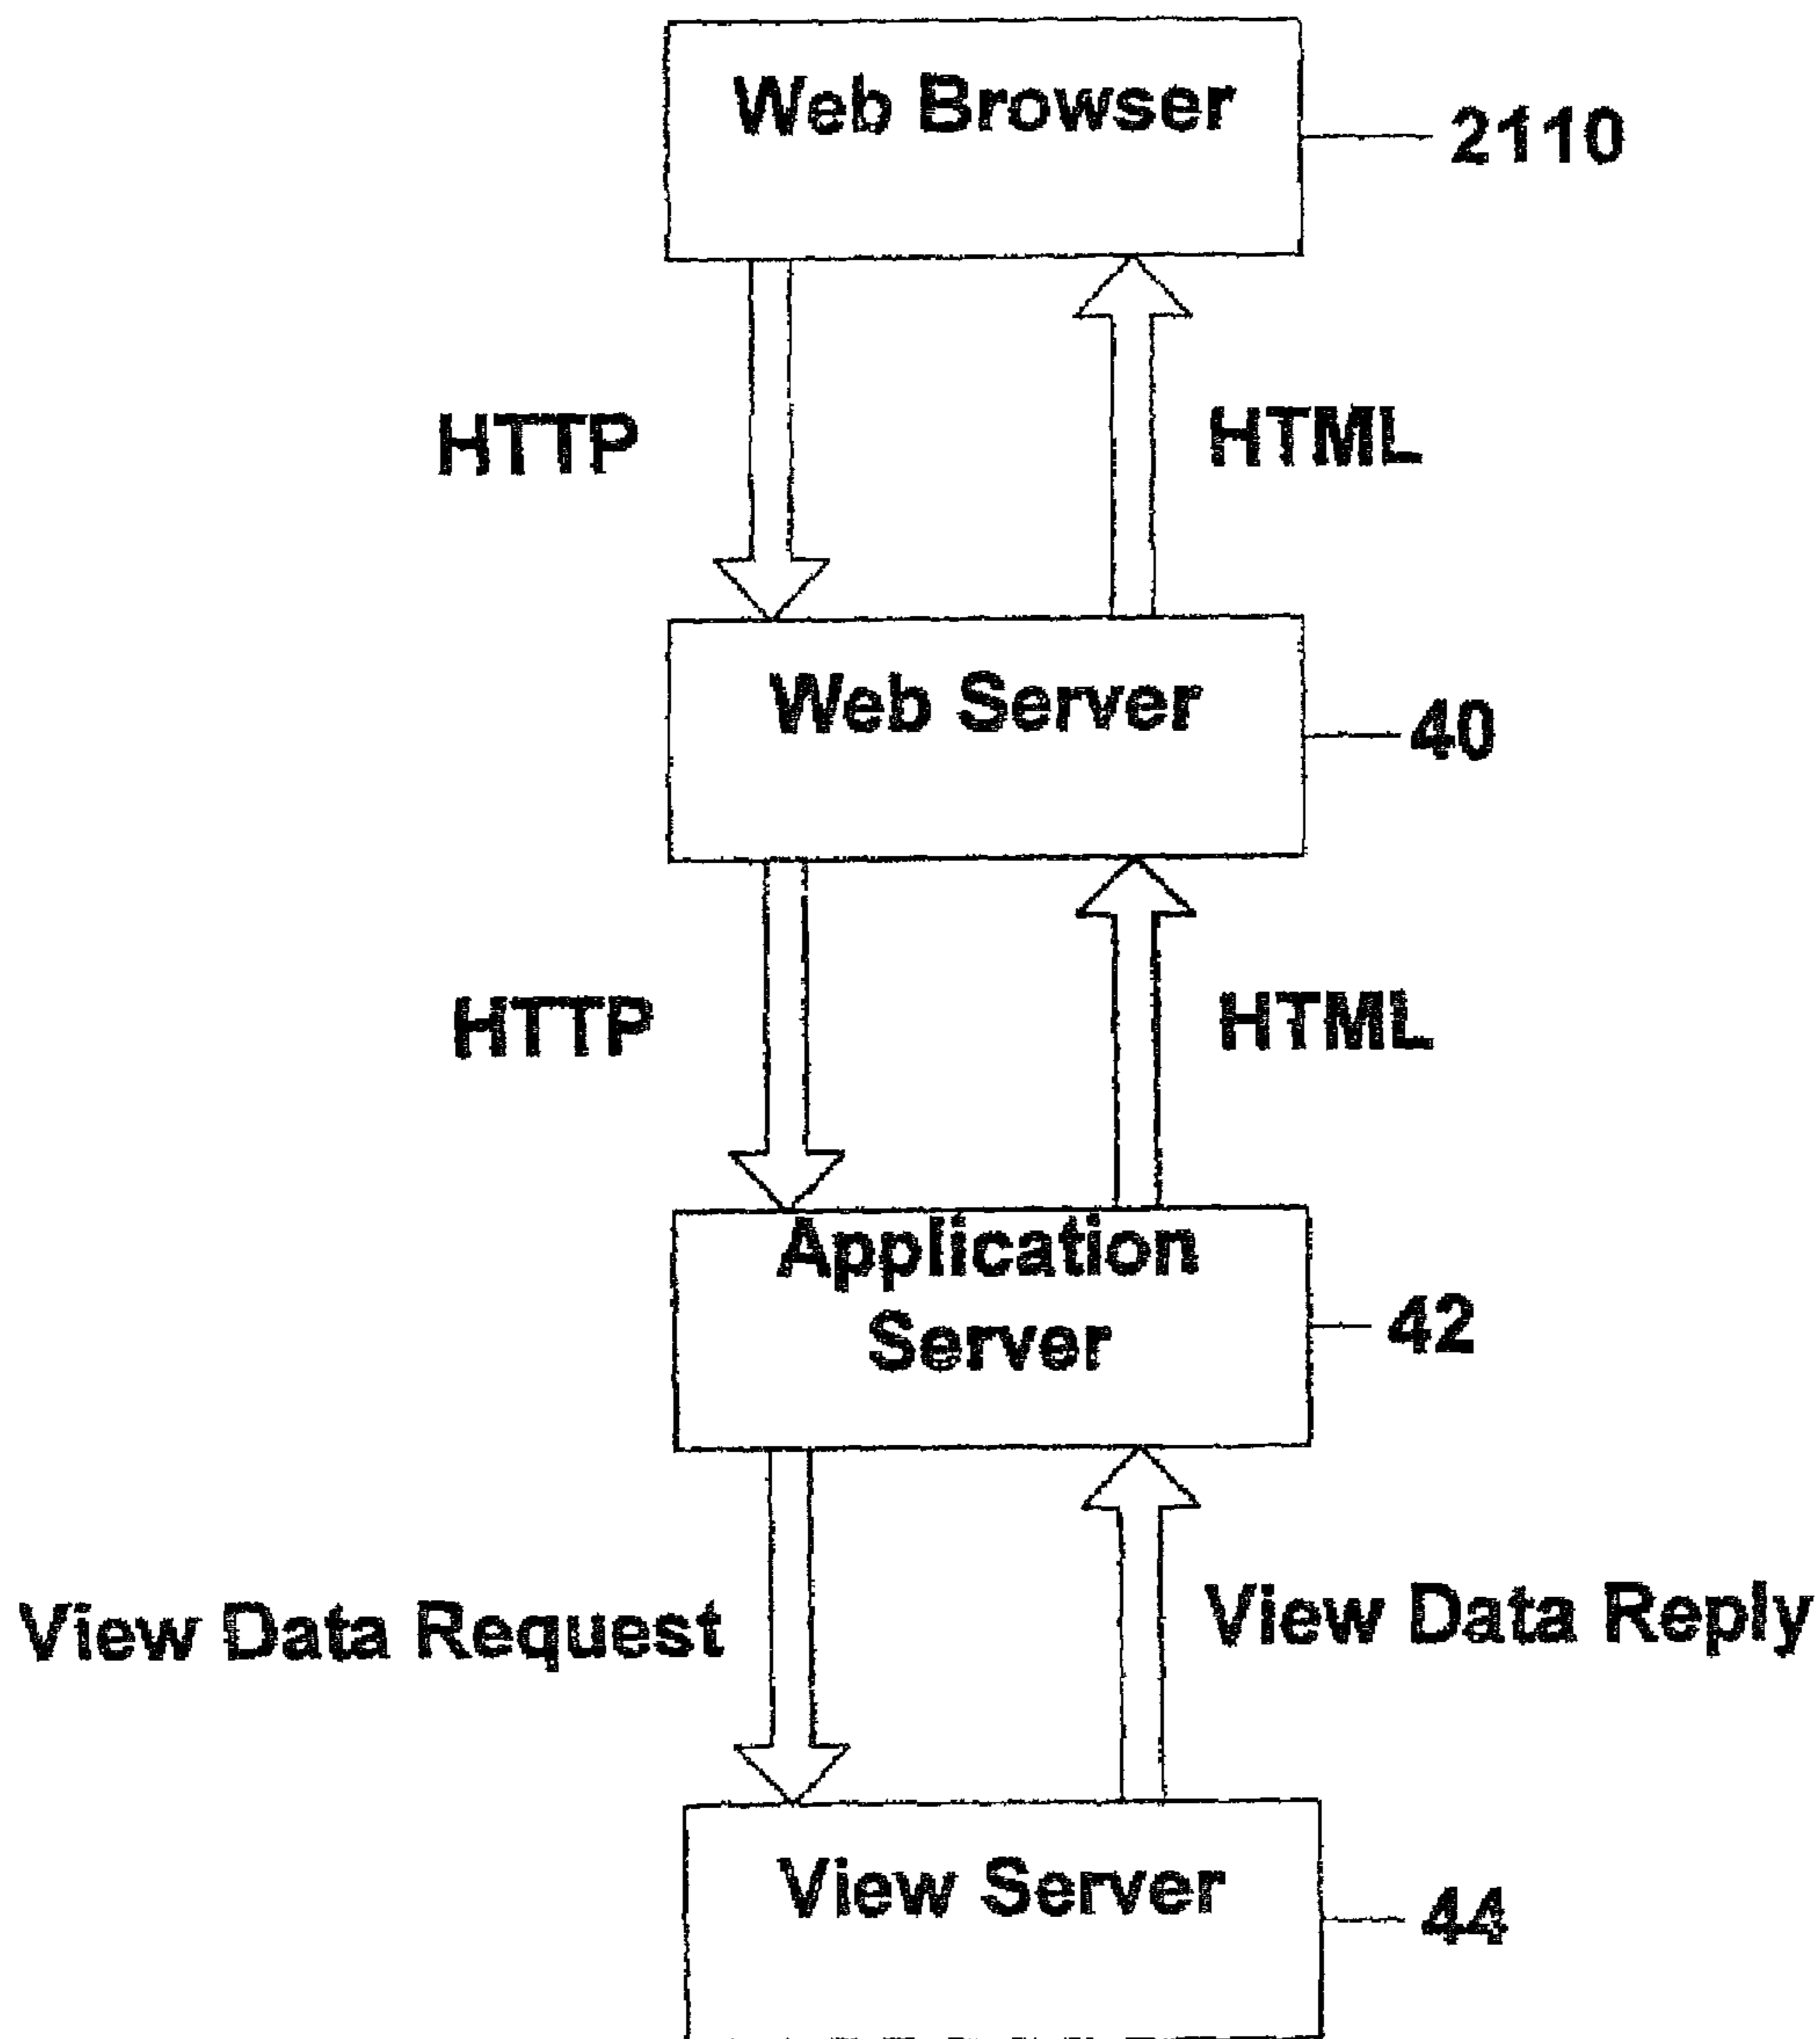 Web Browser
2110
HTTP
HTML
Web Server
40
HTTP
HTML
Application
Server
42
View Data Request
View Data Reply
View Server
44